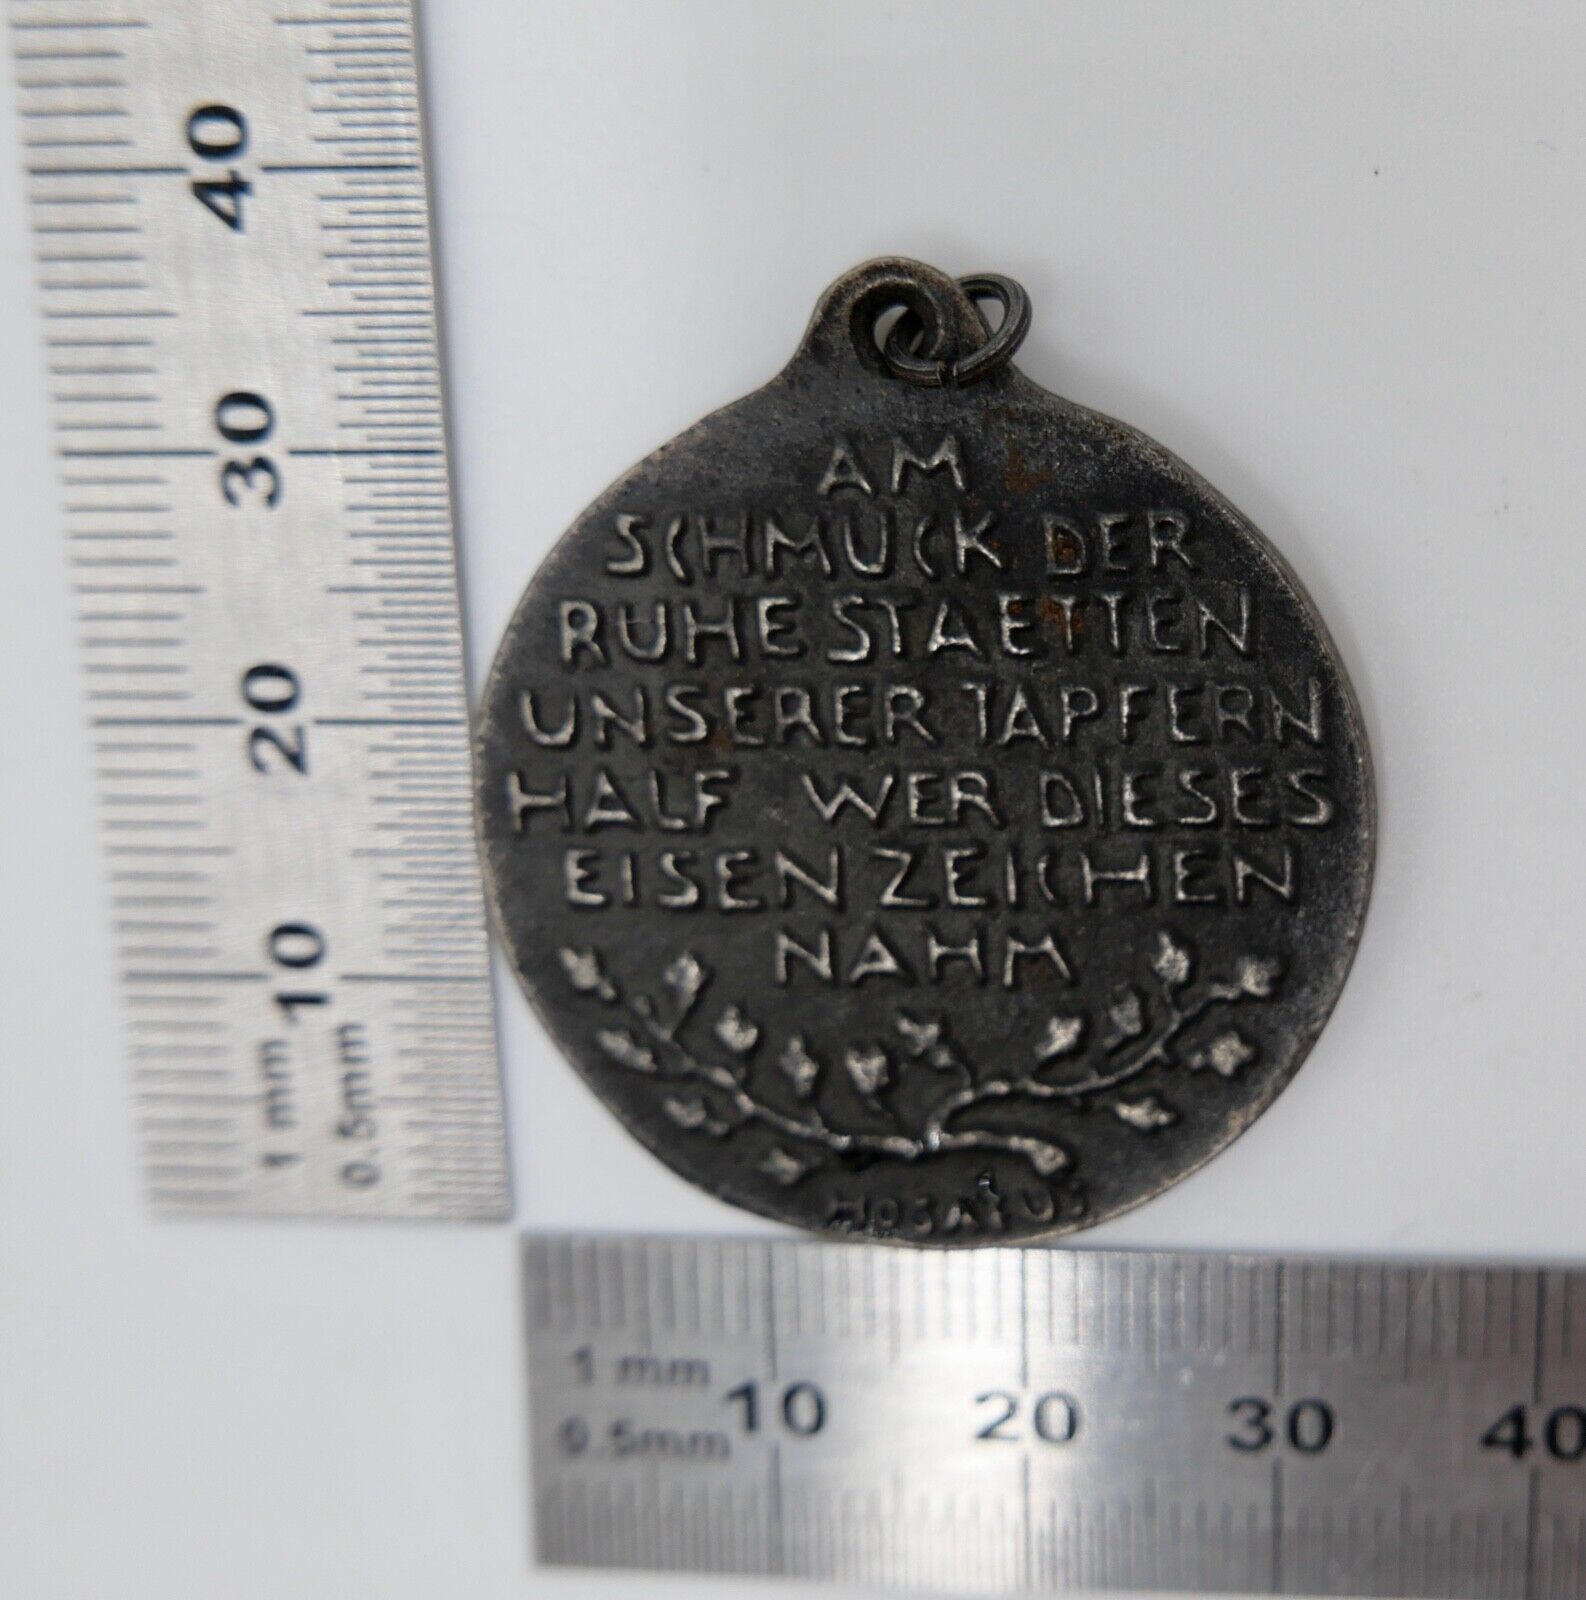 AM
SCHMUCK DER
RUHE STAETTEN
UNSERER TAPFERN
HALF WER DIESES
EISEN ZEICHEN
NAHM
40
30
20
10
1 mm
0.5mm
1 mm
0.5mm
10 20 30 40